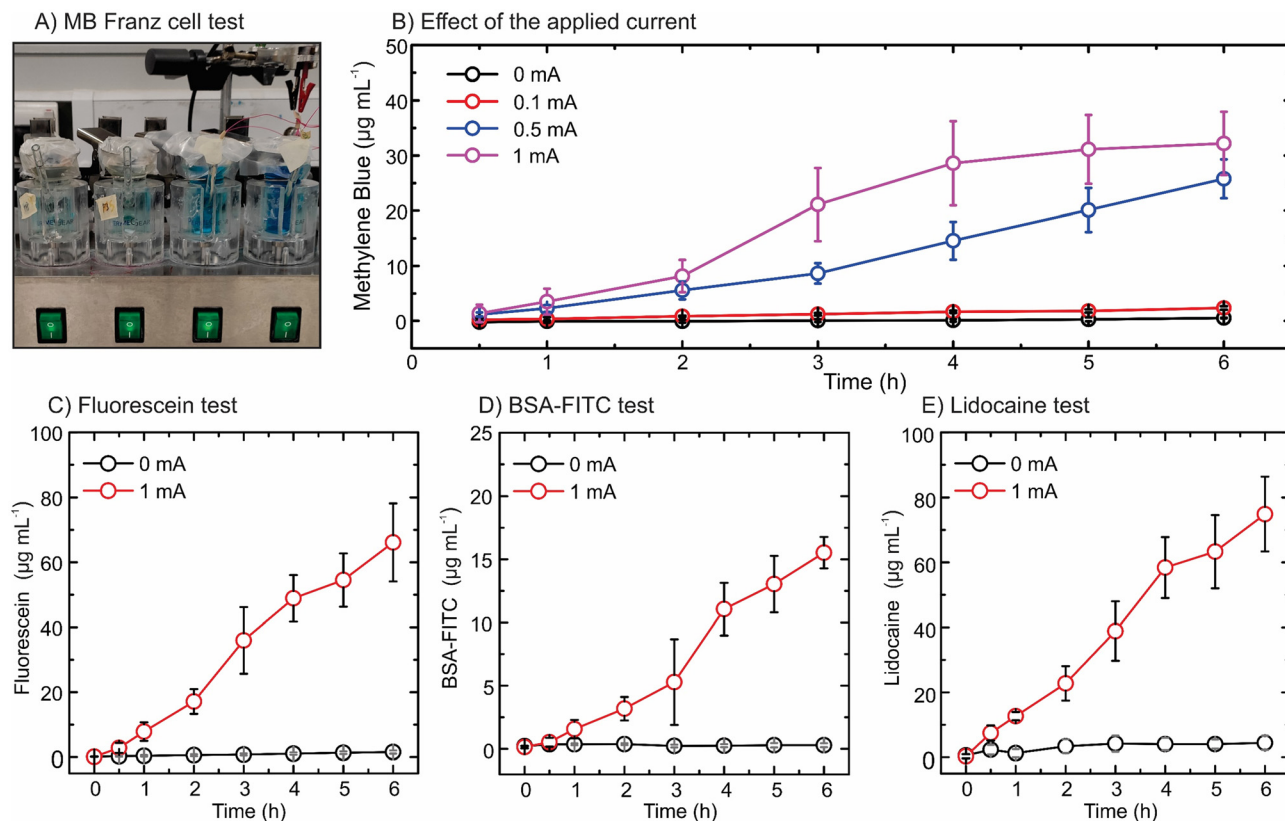 A) MB Franz cell test
B) Effect of the applied current
50
40
30
20
10
0
Methylene Blue (µg mL⁻¹)
0 mA
0.1 mA
0.5 mA
1 mA
0 1 2 3 4 5 6
Time (h)
C) Fluorescein test
100
80
60
40
20
0
Fluorescein (µg mL⁻¹)
0 mA
1 mA
0 1 2 3 4 5 6
Time (h)
D) BSA-FITC test
25
20
15
10
5
0
BSA-FITC (µg mL⁻¹)
0 mA
1 mA
0 1 2 3 4 5 6
Time (h)
E) Lidocaine test
100
80
60
40
20
0
Lidocaine (µg mL⁻¹)
0 mA
1 mA
0 1 2 3 4 5 6
Time (h)